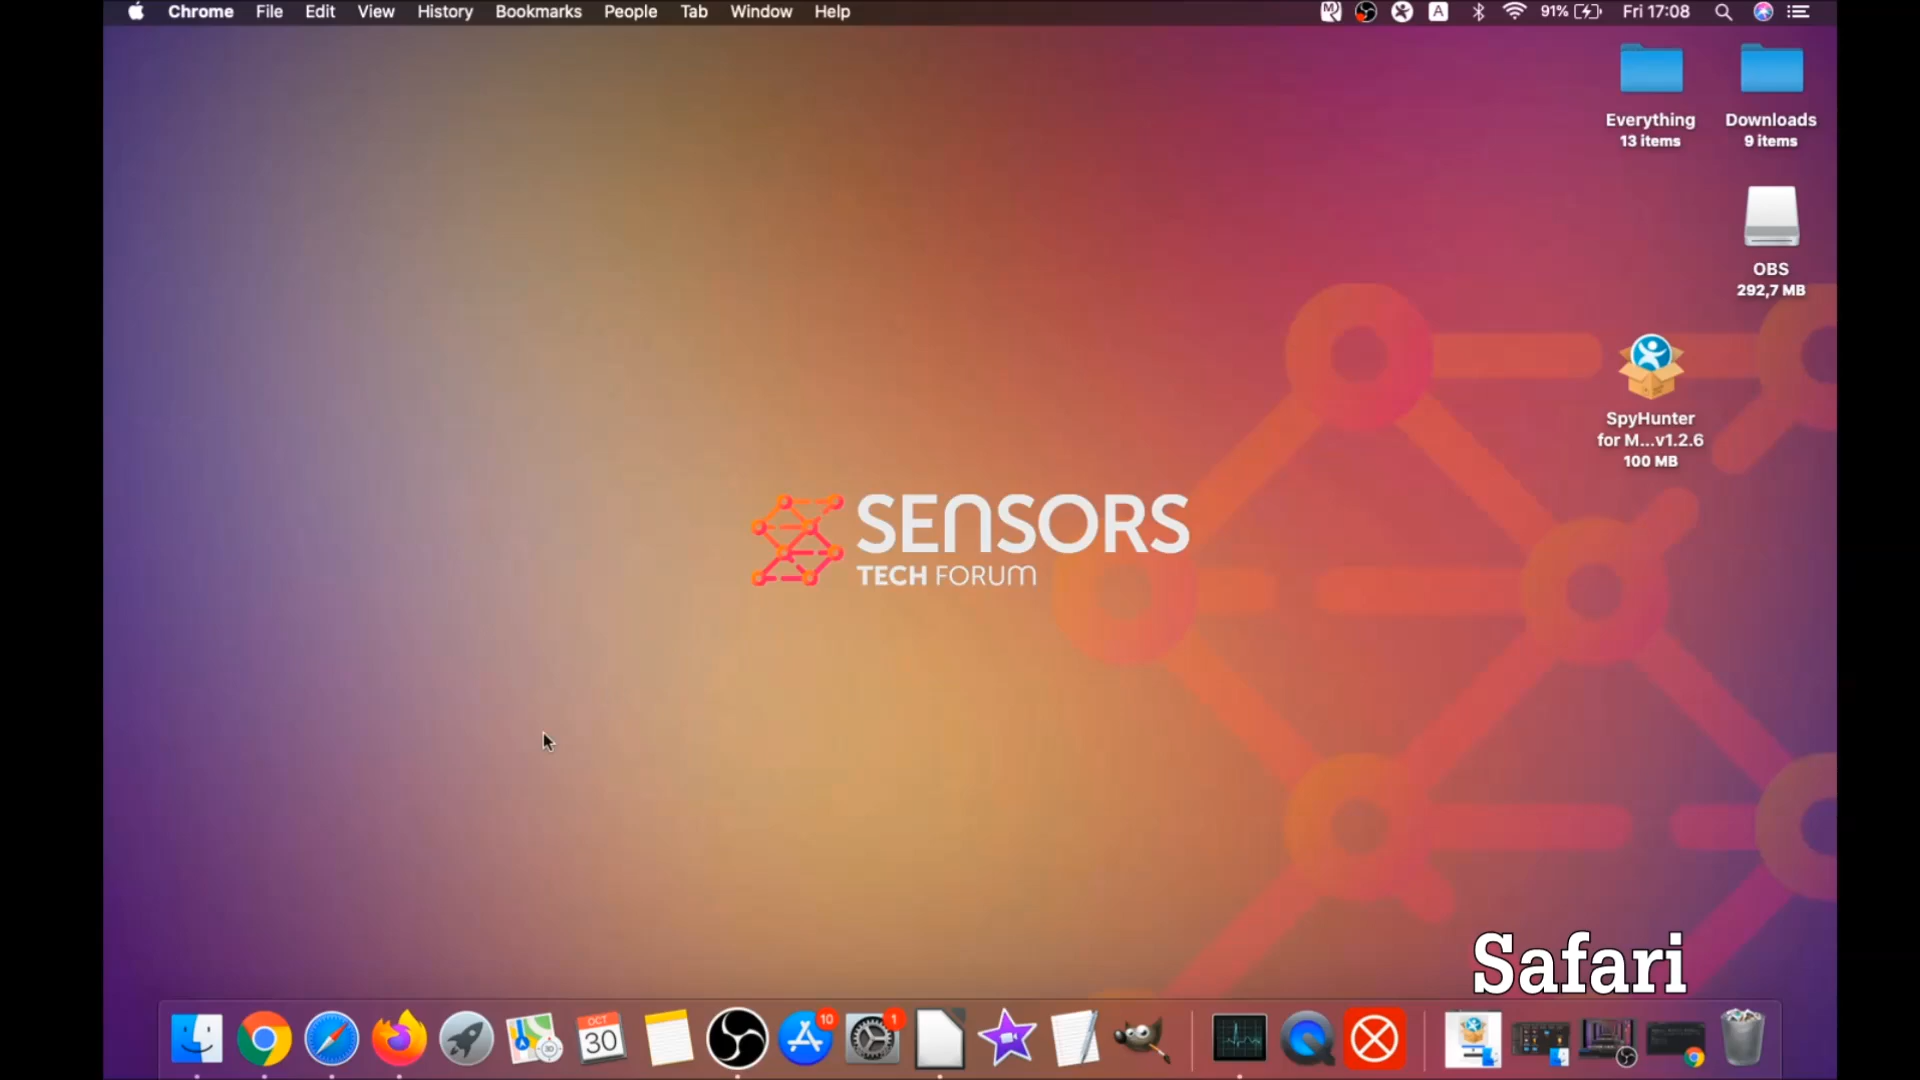 Chrome File Edit View History Bookmarks People Tab Window Help
A 91% Fri 17:08
Everything
13 items
Downloads
9 items
OBS
292,7 MB
SpyHunter
for M...v1.2.6
100 MB
SENSORS
TECH FORUM
Safari
OCT
30
10
1